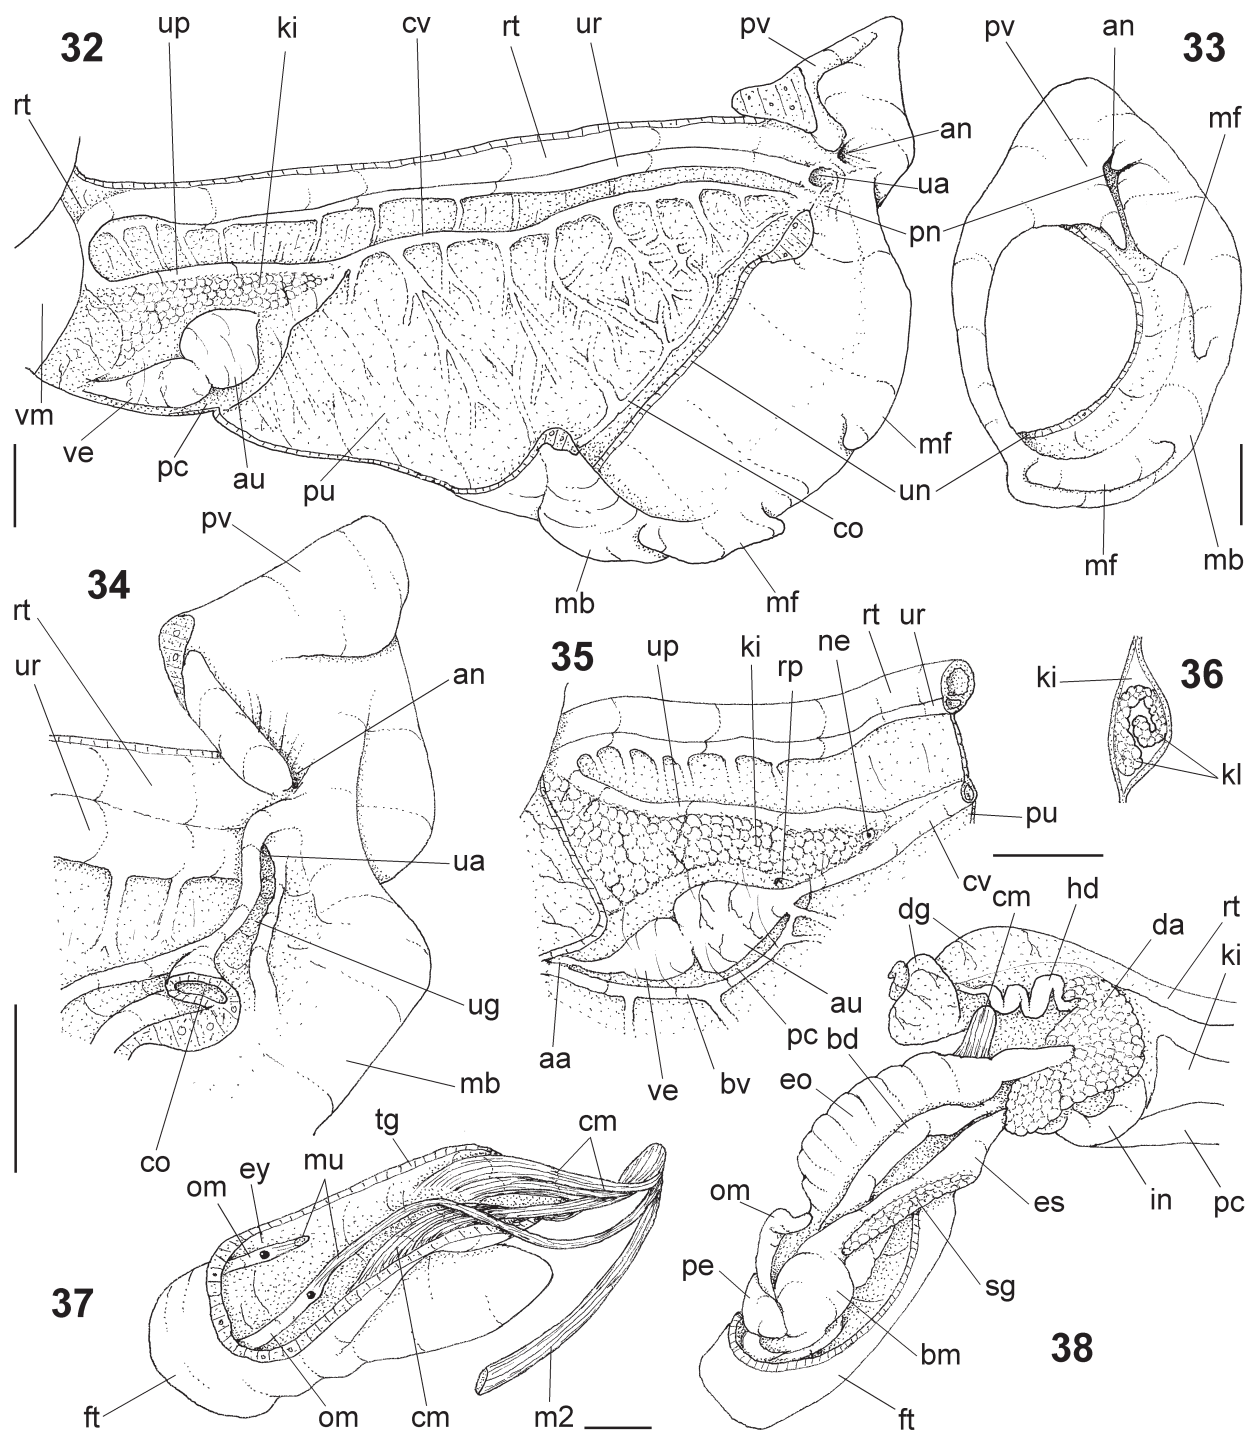 32
up
ki
cv
rt
ur
pv
rt
an
ua
pn
vm
ve
pc
au
pu
mb
mf
co
un
mf
33
pv
an
mf
mf
mb
34
pv
rt
ur
an
ua
ug
mb
co
35
up
ki
rp
ne
rt
ur
pu
cv
au
pc
bv
ve
aa
36
ki
kl
37
tg
cm
mu
ey
om
ft
om
cm
m2
38
dg
cm
hd
da
rt
ki
bd
eo
om
pe
es
in
pc
sg
bm
ft